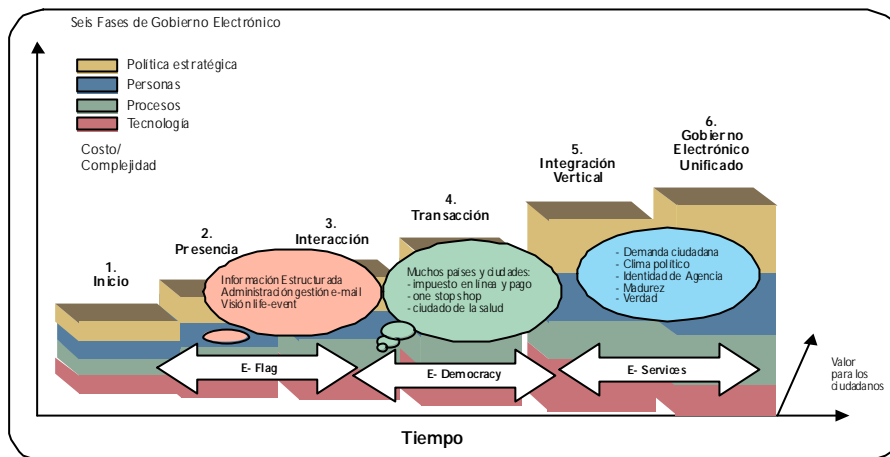 Seis Fases de Gobierno Electrónico
Política estratégica
Personas
Procesos
Tecnología
Costo/
Complejidad
1.
Inicio
2.
Presencia
3.
Interacción
4.
Transacción
5.
Integración
Vertical
6.
Gobierno
Electrónico
Unificado
Información Estructurada
Administración gestión e-mail
Visión life-event
Muchos países y ciudades:
- impuesto en línea y pago
- one stop shop
- ciudado de la salud
- Demanda ciudadana
- Clima político
- Identidad de Agencia
- Madurez
- Verdad
E- Flag
E- Democracy
E- Services
Valor
para los
ciudadanos
Tiempo